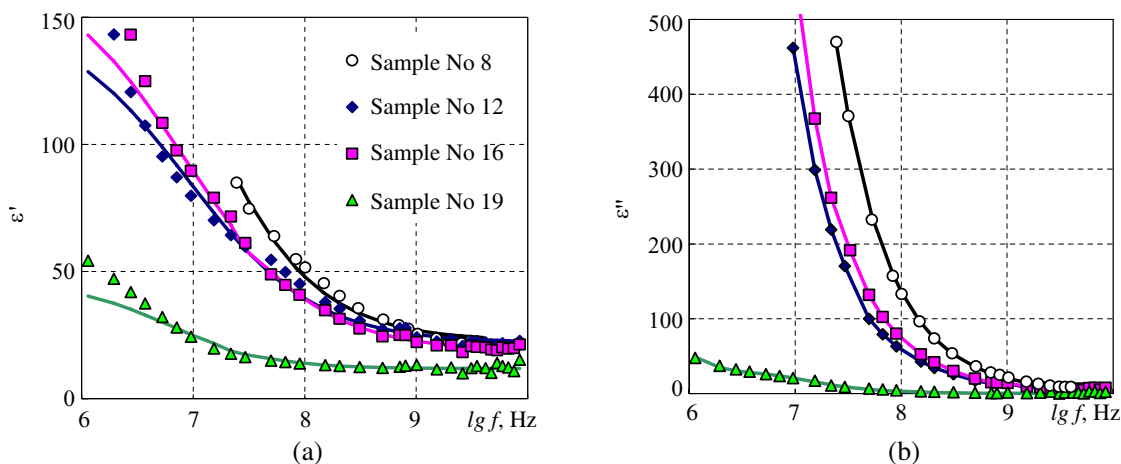 150
100
50
0
ε'
6
7
8
9
lg f, Hz
Sample No 8
Sample No 12
Sample No 16
Sample No 19
(a)
500
400
300
200
100
0
ε"
6
7
8
9
lg f, Hz
(b)